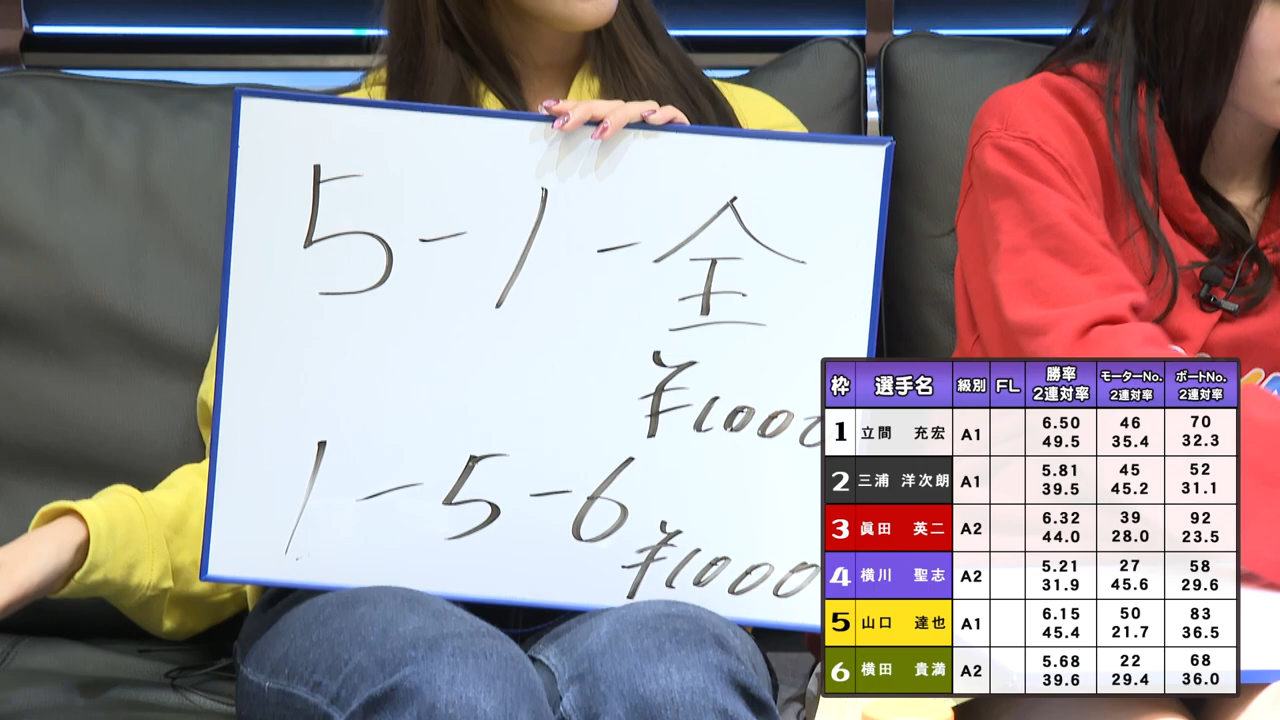 5-1-全
¥1000
1-5-6
¥1000
枠 選手名 級別 FL 勝率 2連対率 モーターNo. 2連対率 ボートNo. 2連対率
1 立間 充宏 A1 6.50 49.5 46 35.4 70 32.3
2 三浦 洋次朗 A1 5.81 39.5 45 45.2 52 31.1
3 眞田 英二 A2 6.32 44.0 39 28.0 92 23.5
4 横川 聖志 A2 5.21 31.9 27 45.6 58 29.6
5 山口 達也 A1 6.15 45.4 50 21.7 83 36.5
6 横田 貴満 A2 5.68 39.6 22 29.4 68 36.0